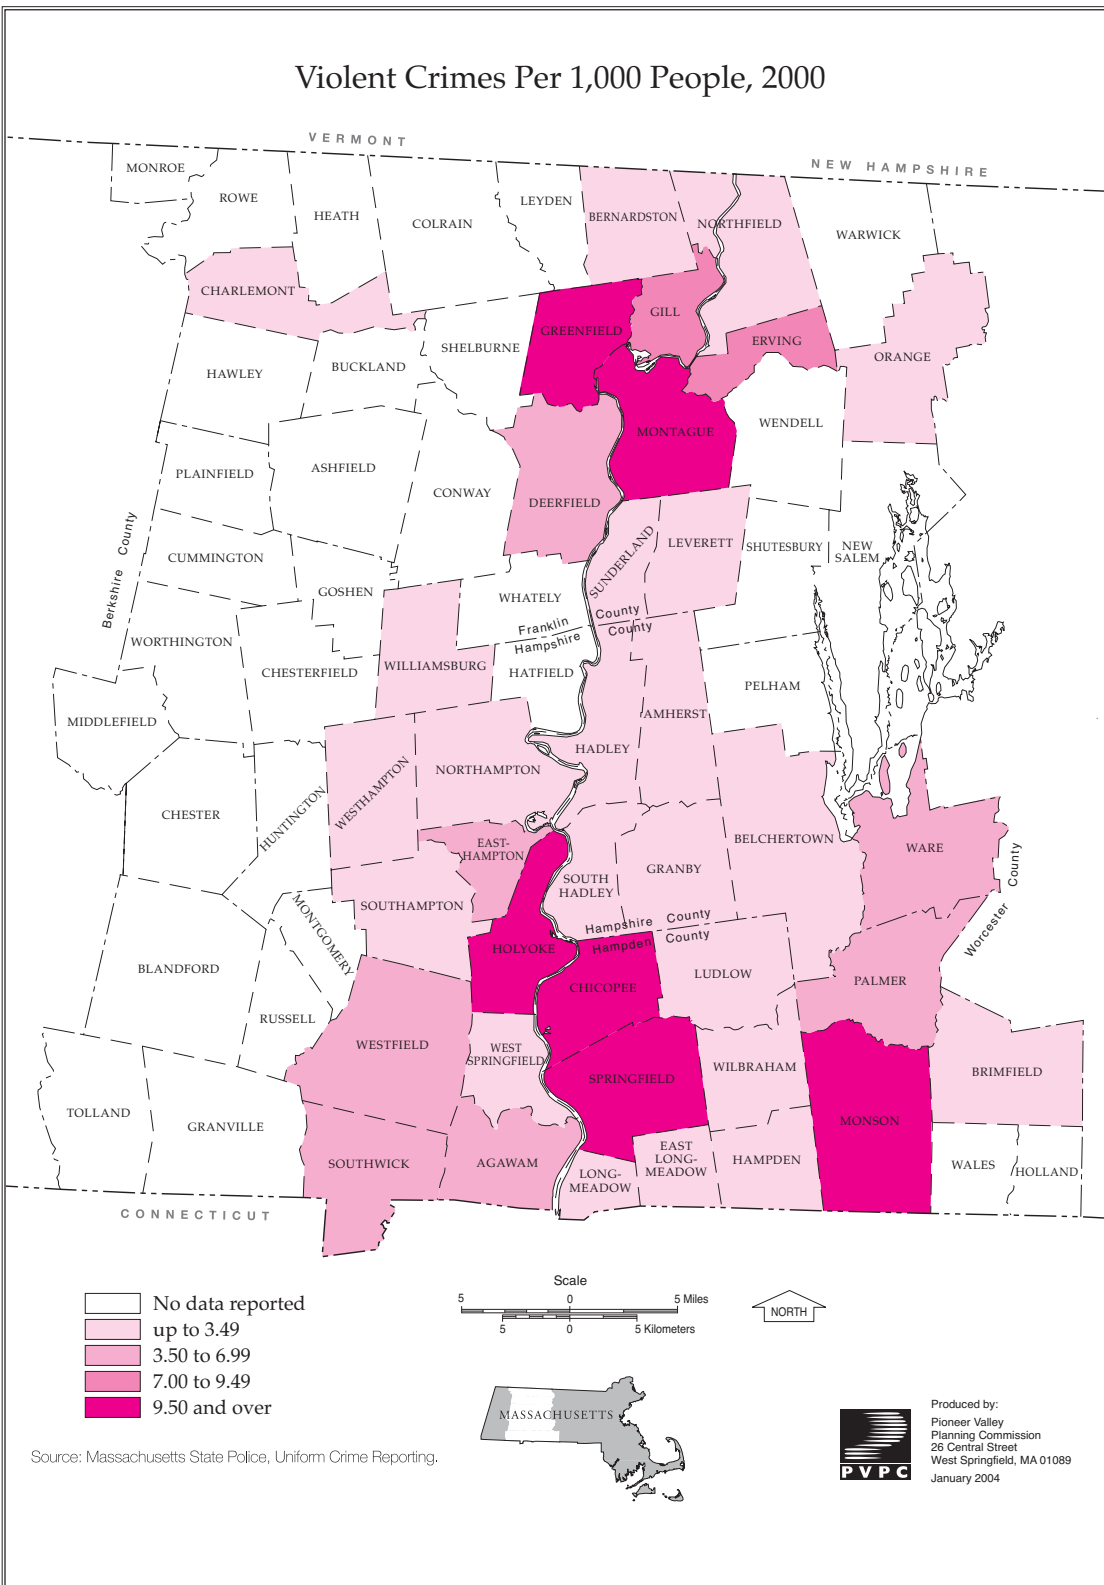 Violent Crimes Per 1,000 People, 2000
VERMONT
NEW HAMPSHIRE
MONROE
ROWE
HEATH
COLRAIN
LEYDEN
BERNARDSTON
NORTHFIELD
WARWICK
CHARLEMONT
GREENFIELD
GILL
ERVING
ORANGE
HAWLEY
BUCKLAND
SHELBURNE
MONTAGUE
WENDELL
PLAINFIELD
ASHFIELD
CONWAY
DEERFIELD
SUNDERLAND
LEVERETT
SHUTESBURY
NEW
SALEM
Berkshire County
CUMMINGTON
GOSHEN
WHATELY
Franklin County
Hampshire County
WORTHINGTON
CHESTERFIELD
WILLIAMSBURG
HATFIELD
PELHAM
MIDDLEFIELD
AMHERST
HADLEY
NORTHAMPTON
WESTHAMPTON
HUNTINGTON
CHESTER
EAST-
HAMPTON
SOUTH
HADLEY
GRANBY
BELCHERTOWN
WARE
Worcester County
SOUTHAMPTON
MONTGOMERY
Hampshire County
Hampden County
HOLYOKE
CHICOPEE
LUDLOW
PALMER
BLANDFORD
RUSSELL
WESTFIELD
WEST
SPRINGFIELD
SPRINGFIELD
WILBRAHAM
MONSON
BRIMFIELD
TOLLAND
GRANVILLE
SOUTHWICK
AGAWAM
LONG-
MEADOW
EAST
LONG-
MEADOW
HAMPDEN
WALES
HOLLAND
CONNECTICUT
No data reported
up to 3.49
3.50 to 6.99
7.00 to 9.49
9.50 and over
Scale
5 0 5 Miles
5 0 5 Kilometers
NORTH
MASSACHUSETTS
Source: Massachusetts State Police, Uniform Crime Reporting.
PVPC
Produced by:
Pioneer Valley
Planning Commission
26 Central Street
West Springfield, MA 01089
January 2004